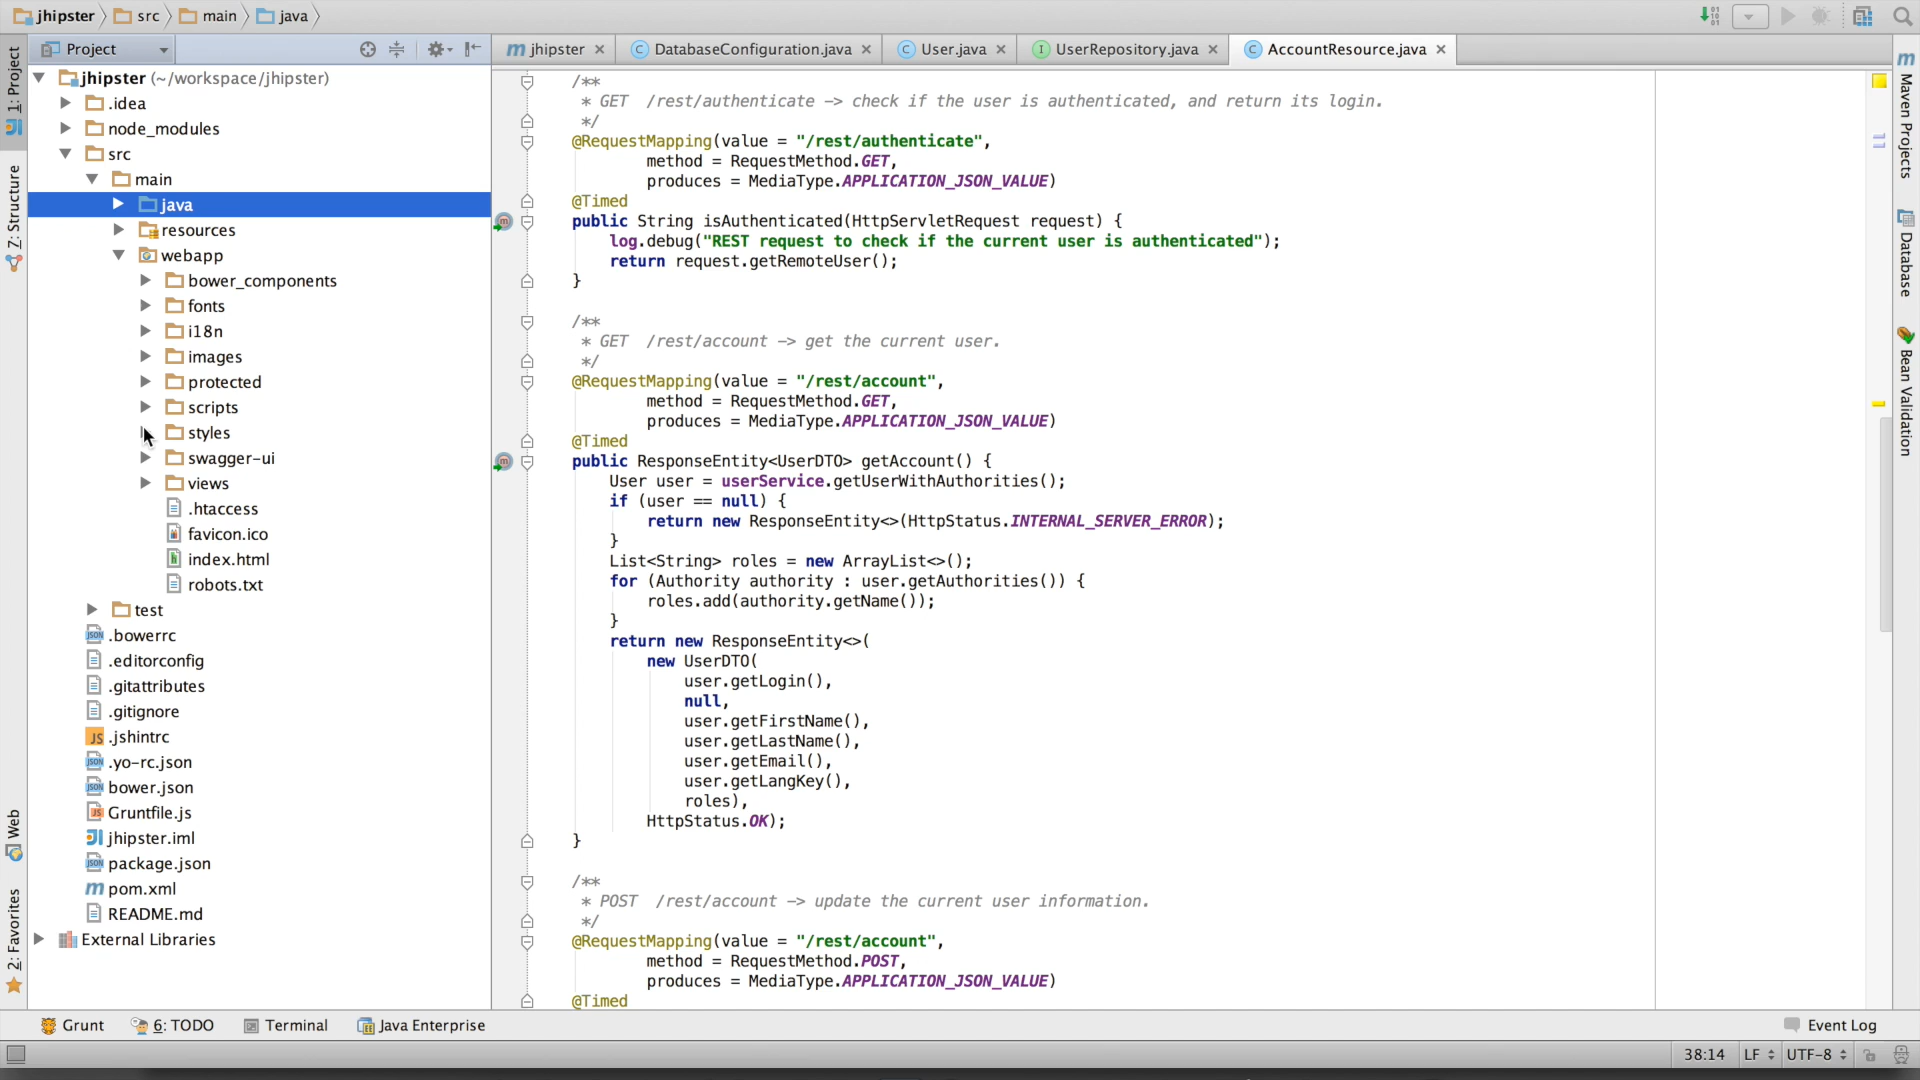 jhipster src main java
Project
jhipster
DatabaseConfiguration.java
User.java
UserRepository.java
AccountResource.java
1: Project
7: Structure
Web
2: Favorites
jhipster (~/workspace/jhipster)
.idea
node_modules
src
main
java
resources
webapp
bower_components
fonts
i18n
images
protected
scripts
styles
swagger-ui
views
.htaccess
favicon.ico
index.html
robots.txt
test
.bowerrc
.editorconfig
.gitattributes
.gitignore
.jshintrc
.yo-rc.json
bower.json
Gruntfile.js
jhipster.iml
package.json
pom.xml
README.md
External Libraries
/**
* GET /rest/authenticate -> check if the user is authenticated, and return its login.
*/
@RequestMapping(value = "/rest/authenticate",
method = RequestMethod.GET,
produces = MediaType.APPLICATION_JSON_VALUE)
@Timed
public String isAuthenticated(HttpServletRequest request) {
log.debug("REST request to check if the current user is authenticated");
return request.getRemoteUser();
}
/**
* GET /rest/account -> get the current user.
*/
@RequestMapping(value = "/rest/account",
method = RequestMethod.GET,
produces = MediaType.APPLICATION_JSON_VALUE)
@Timed
public ResponseEntity<UserDTO> getAccount() {
User user = userService.getUserWithAuthorities();
if (user == null) {
return new ResponseEntity<>(HttpStatus.INTERNAL_SERVER_ERROR);
}
List<String> roles = new ArrayList<>();
for (Authority authority : user.getAuthorities()) {
roles.add(authority.getName());
}
return new ResponseEntity<>(
new UserDTO(
user.getLogin(),
null,
user.getFirstName(),
user.getLastName(),
user.getEmail(),
user.getLangKey(),
roles),
HttpStatus.OK);
}
/**
* POST /rest/account -> update the current user information.
*/
@RequestMapping(value = "/rest/account",
method = RequestMethod.POST,
produces = MediaType.APPLICATION_JSON_VALUE)
@Timed
Maven Projects
Database
Bean Validation
Grunt
6: TODO
Terminal
Java Enterprise
Event Log
38:14 LF UTF-8